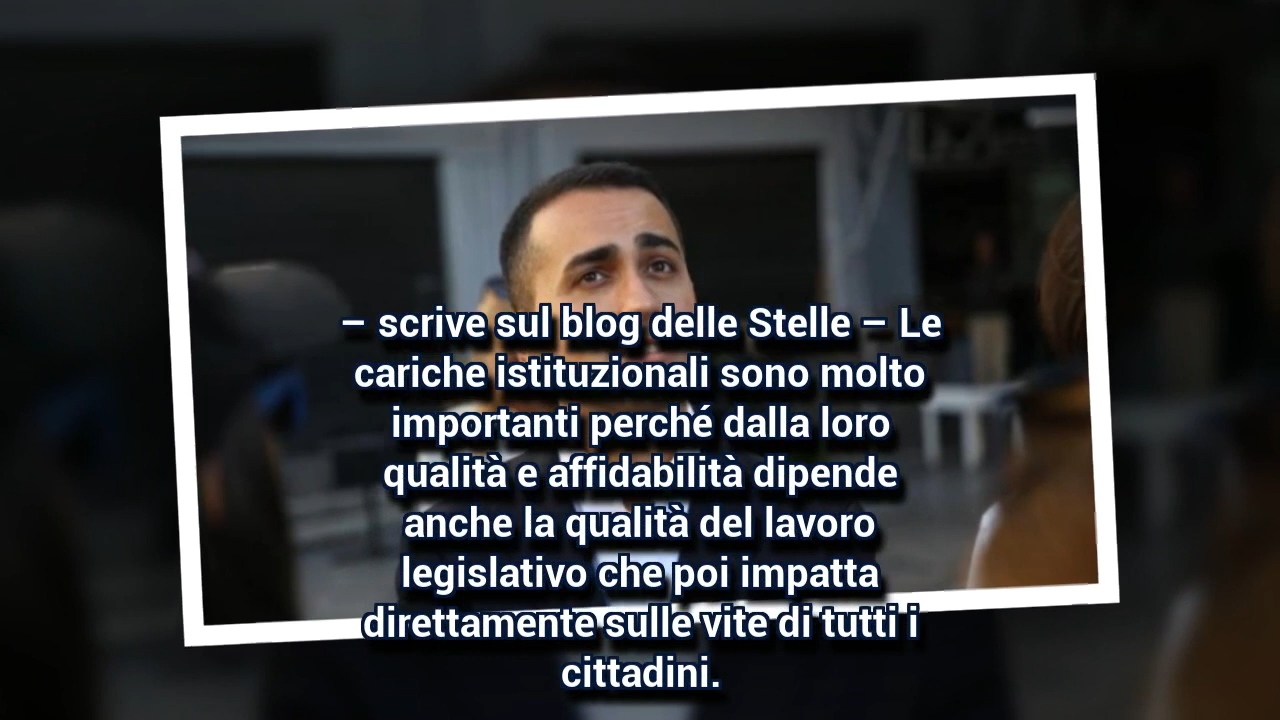 – scrive sul blog delle Stelle – Le
cariche istituzionali sono molto
importanti perché dalla loro
qualità e affidabilità dipende
anche la qualità del lavoro
legislativo che poi impatta
direttamente sulle vite di tutti i
cittadini.